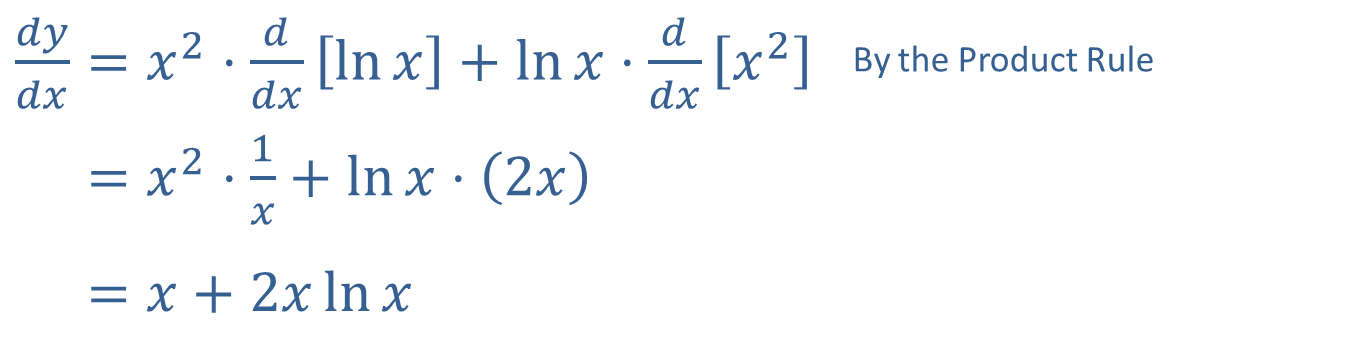 dy/dx = x² · d/dx [ln x] + ln x · d/dx [x²] By the Product Rule
= x² · 1/x + ln x · (2x)
= x + 2x ln x